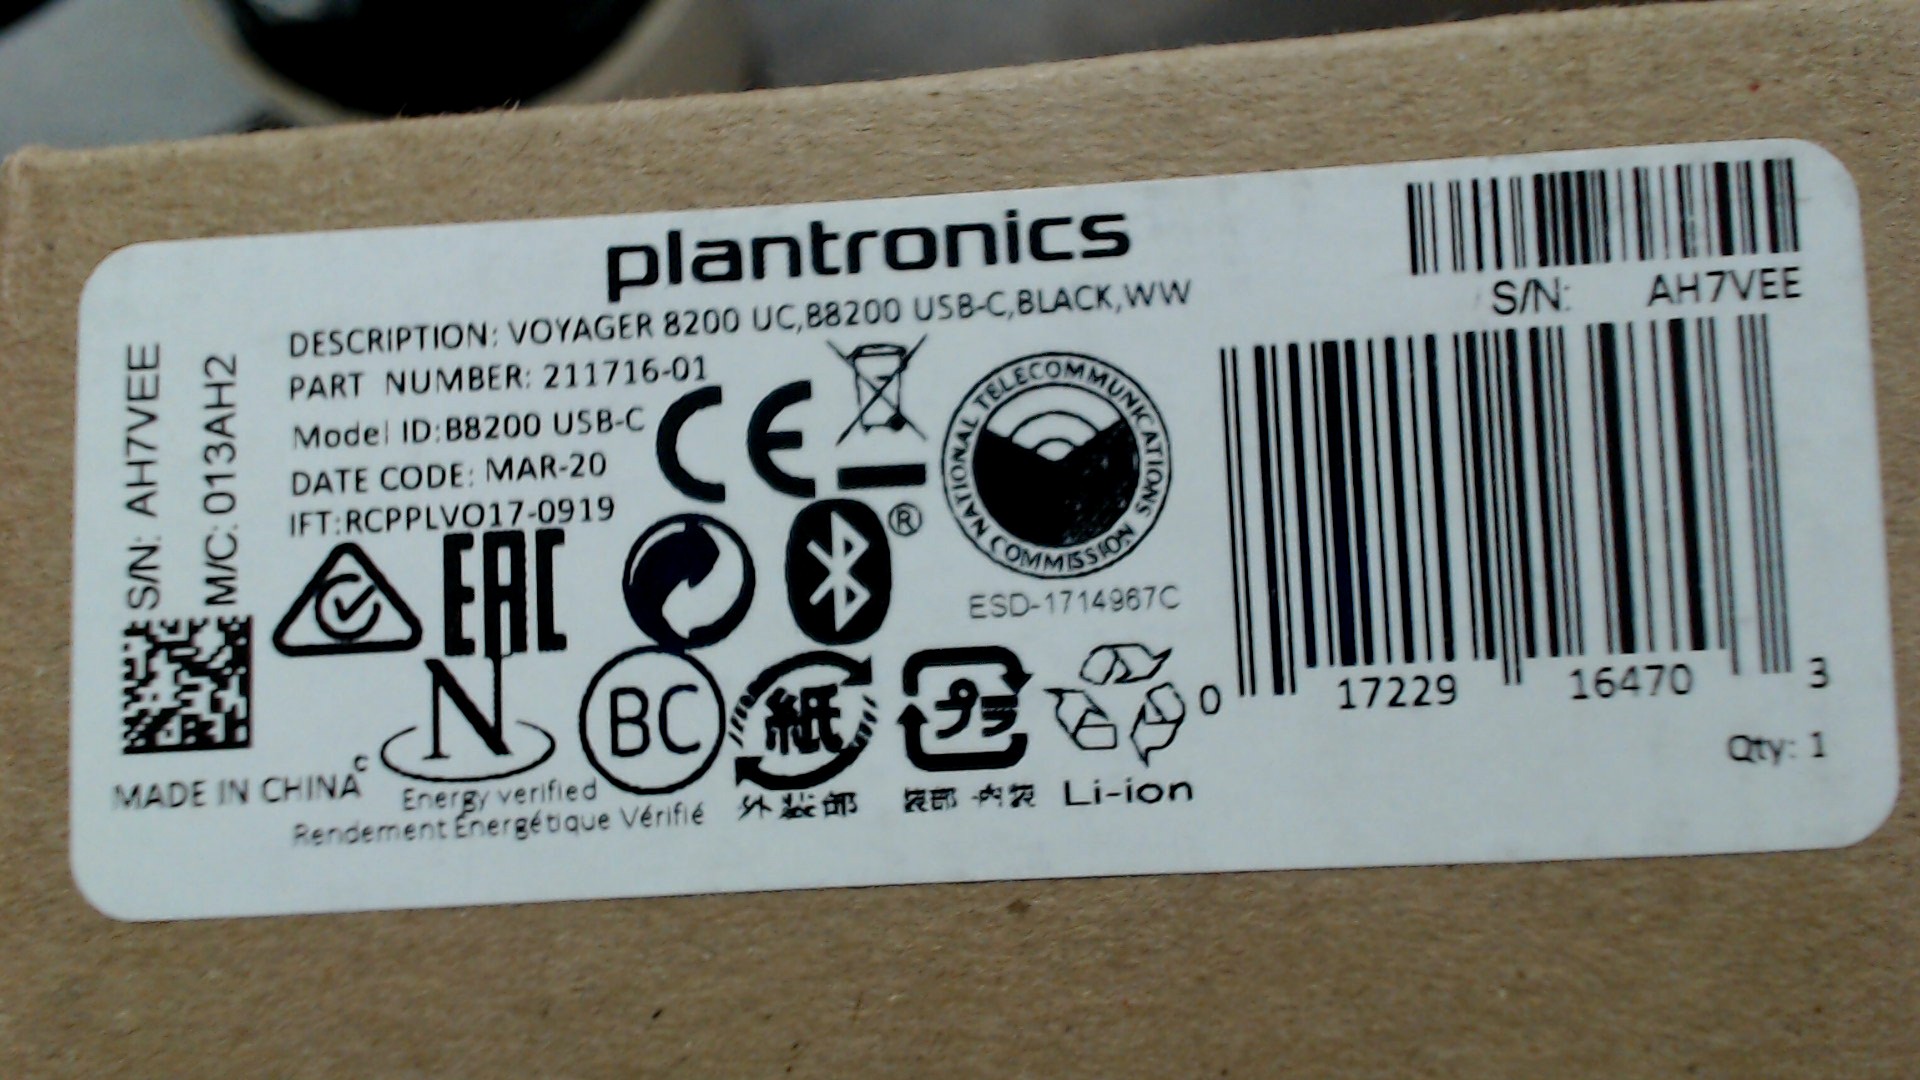 plantronics
S/N: AH7VEE
DESCRIPTION: VOYAGER 8200 UC,B8200 USB-C,BLACK,WW
PART NUMBER: 211716-01
Model ID:B8200 USB-C
DATE CODE: MAR-20
IFT:RCPPLVO17-0919
S/N: AH7VEE
M/C: 013AH2
CE
NATIONAL TELECOMMUNICATIONS COMMISSION
ESD-1714967C
EAC
®
N
BC
紙
プラ
0 17229 16470 3
Qty: 1
MADE IN CHINA
c
Energy verified
Rendement Énergétique Vérifié
Li-ion